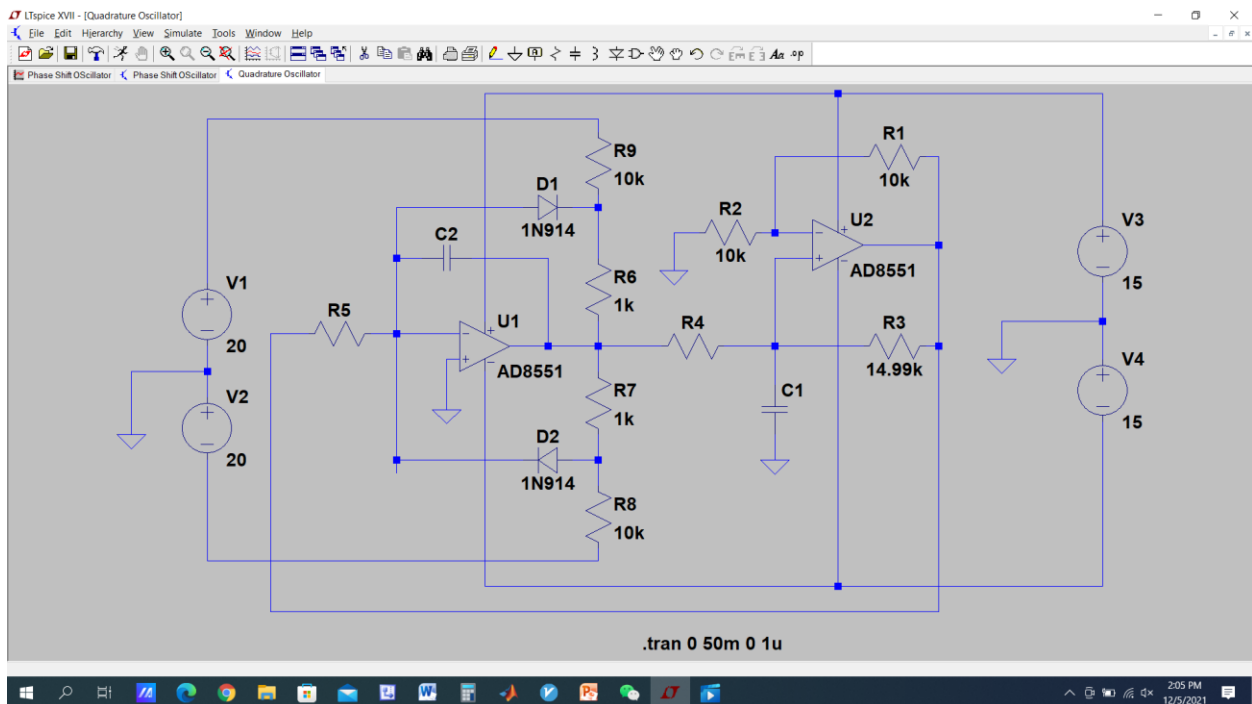 LTspice XVII - [Quadrature Oscillator]
File Edit Hierarchy View Simulate Tools Window Help
Phase Shift OScillator Phase Shift OScillator Quadrature Oscillator
R9
10k
D1
1N914
C2
R6
1k
R5
U1
AD8551
V1
20
V2
20
R7
1k
D2
1N914
R8
10k
R1
10k
R2
10k
U2
AD8551
R4
R3
14.99k
C1
V3
15
V4
15
.tran 0 50m 0 1u
2:05 PM
12/5/2021